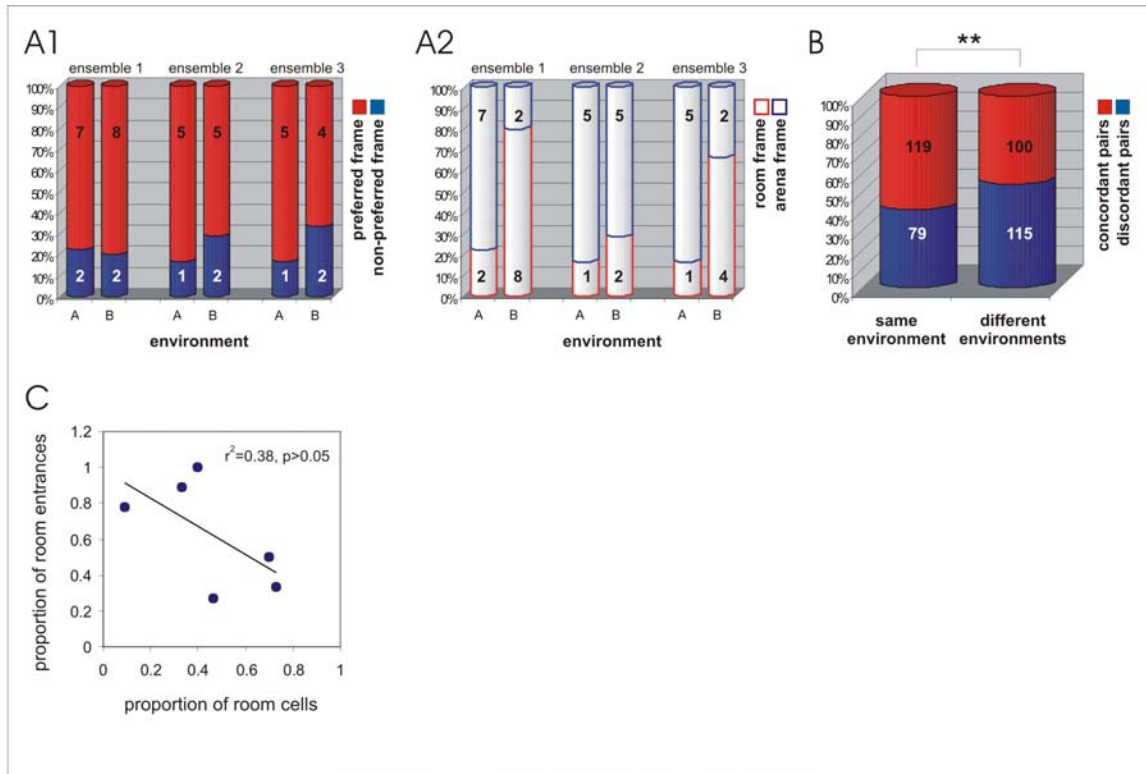 A1
ensemble 1 ensemble 2 ensemble 3
100%
90%
80%
70%
60%
50%
40%
30%
20%
10%
0%
7 8 5 5 5 4
2 2 1 2 1 2
A B A B A B
environment
preferred frame
non-preferred frame
A2
ensemble 1 ensemble 2 ensemble 3
100%
90%
80%
70%
60%
50%
40%
30%
20%
10%
0%
7 2 5 5 5 2
2 8 1 2 1 4
A B A B A B
environment
room frame
arena frame
B
**
100%
90%
80%
70%
60%
50%
40%
30%
20%
10%
0%
119 100
79 115
same environment
different environments
concordant pairs
discordant pairs
C
1.2
1
0.8
0.6
0.4
0.2
0
r²=0.38, p>0.05
0 0.2 0.4 0.6 0.8 1
proportion of room entrances
proportion of room cells